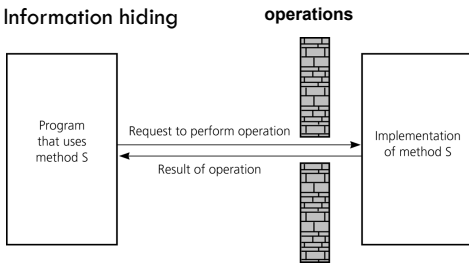 Information hiding
operations
Program
that uses
method S
Request to perform operation
Result of operation
Implementation
of method S